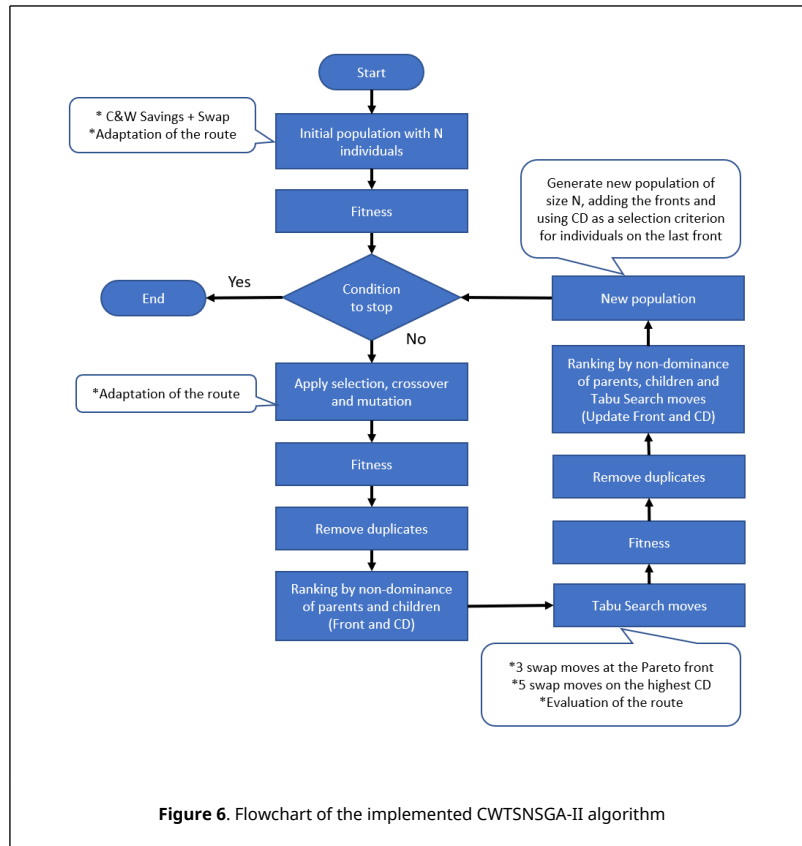 Start
* C&W Savings + Swap
*Adaptation of the route
Initial population with N
individuals
Fitness
Condition
to stop
Yes
End
No
*Adaptation of the route
Apply selection, crossover
and mutation
Fitness
Remove duplicates
Ranking by non-dominance
of parents and children
(Front and CD)
Tabu Search moves
*3 swap moves at the Pareto front
*5 swap moves on the highest CD
*Evaluation of the route
Fitness
Remove duplicates
Ranking by non-dominance
of parents, children and
Tabu Search moves
(Update Front and CD)
New population
Generate new population of
size N, adding the fronts and
using CD as a selection criterion
for individuals on the last front
Figure 6. Flowchart of the implemented CWTSNSGA-II algorithm